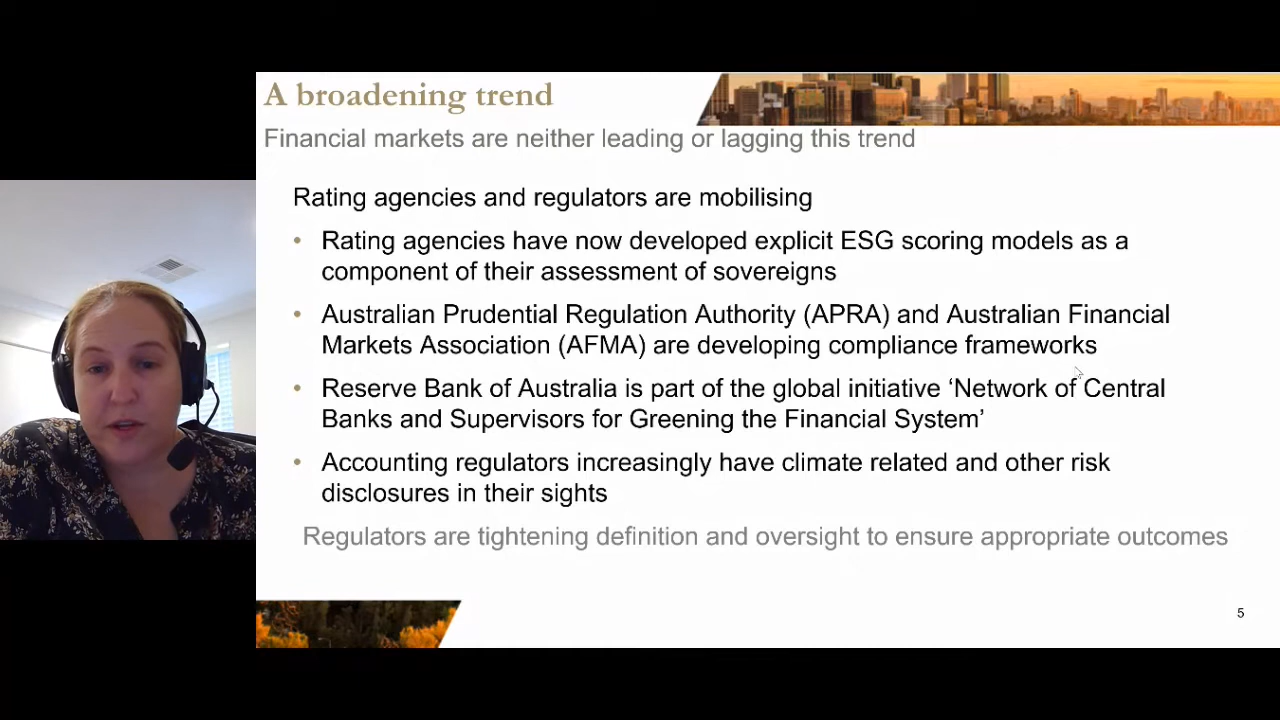 A broadening trend
Financial markets are neither leading or lagging this trend
Rating agencies and regulators are mobilising
• Rating agencies have now developed explicit ESG scoring models as a
component of their assessment of sovereigns
• Australian Prudential Regulation Authority (APRA) and Australian Financial
Markets Association (AFMA) are developing compliance frameworks
• Reserve Bank of Australia is part of the global initiative ‘Network of Central
Banks and Supervisors for Greening the Financial System’
• Accounting regulators increasingly have climate related and other risk
disclosures in their sights
Regulators are tightening definition and oversight to ensure appropriate outcomes
5